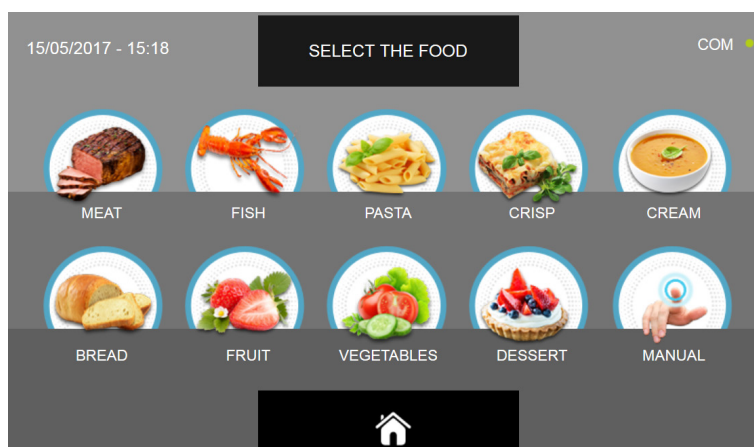 15/05/2017 - 15:18
SELECT THE FOOD
COM
MEAT
FISH
PASTA
CRISP
CREAM
BREAD
FRUIT
VEGETABLES
DESSERT
MANUAL